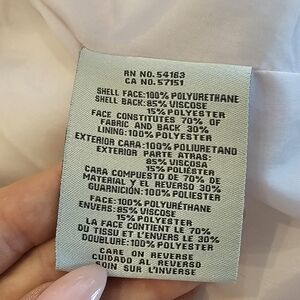 RN NO. 54163
CA NO. 57151
SHELL FACE:100% POLYURETHANE
SHELL BACK: 85% VISCOSE
15% POLYESTER
FACE CONSTITUTES 70% OF
FABRIC AND BACK 30%
LINING: 100% POLYESTER
EXTERIOR CARA: 100% POLIURETANO
EXTERIOR PARTE ATRAS:
85% VISCOSA
15% POLIESTER
CARA COMPUESTO DE 70% DE
MATERIAL Y EL REVERSO 30%
GUARNICIÓN: 100% POLIESTER
FACE: 100% POLYURÉTHANE
ENVERS: 85% VISCOSE
15% POLYESTER
LA FACE CONTIENT LE 70%
DU TISSU ET L'ENVERS LE 30%
DOUBLURE: 100% POLYESTER
CARE ON REVERSE
CUIDADO AL REVERSO
SOIN SUR L'INVERSE